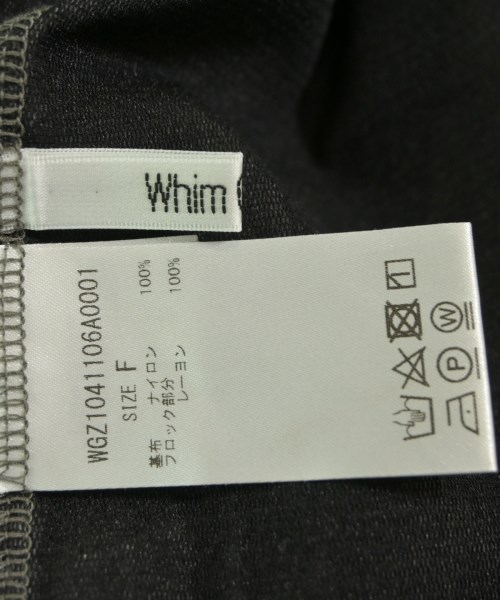 Whim
WGZ1041106A0001
SIZE F
基布 ナイロン 100%
フロック部分 レーヨン 100%
P
W